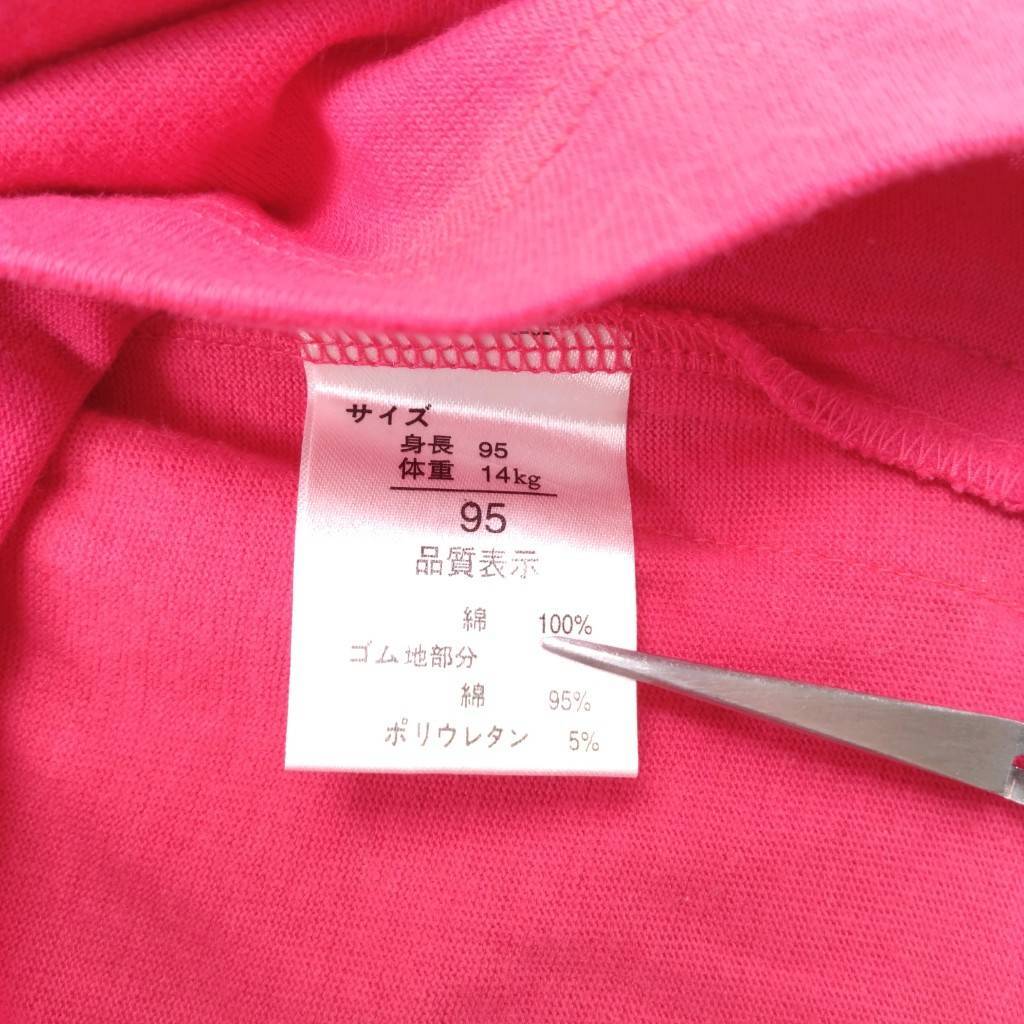 サイズ
身長 95
体重 14kg
95
品質表示
綿 100%
ゴム地部分
綿 95%
ポリウレタン 5%